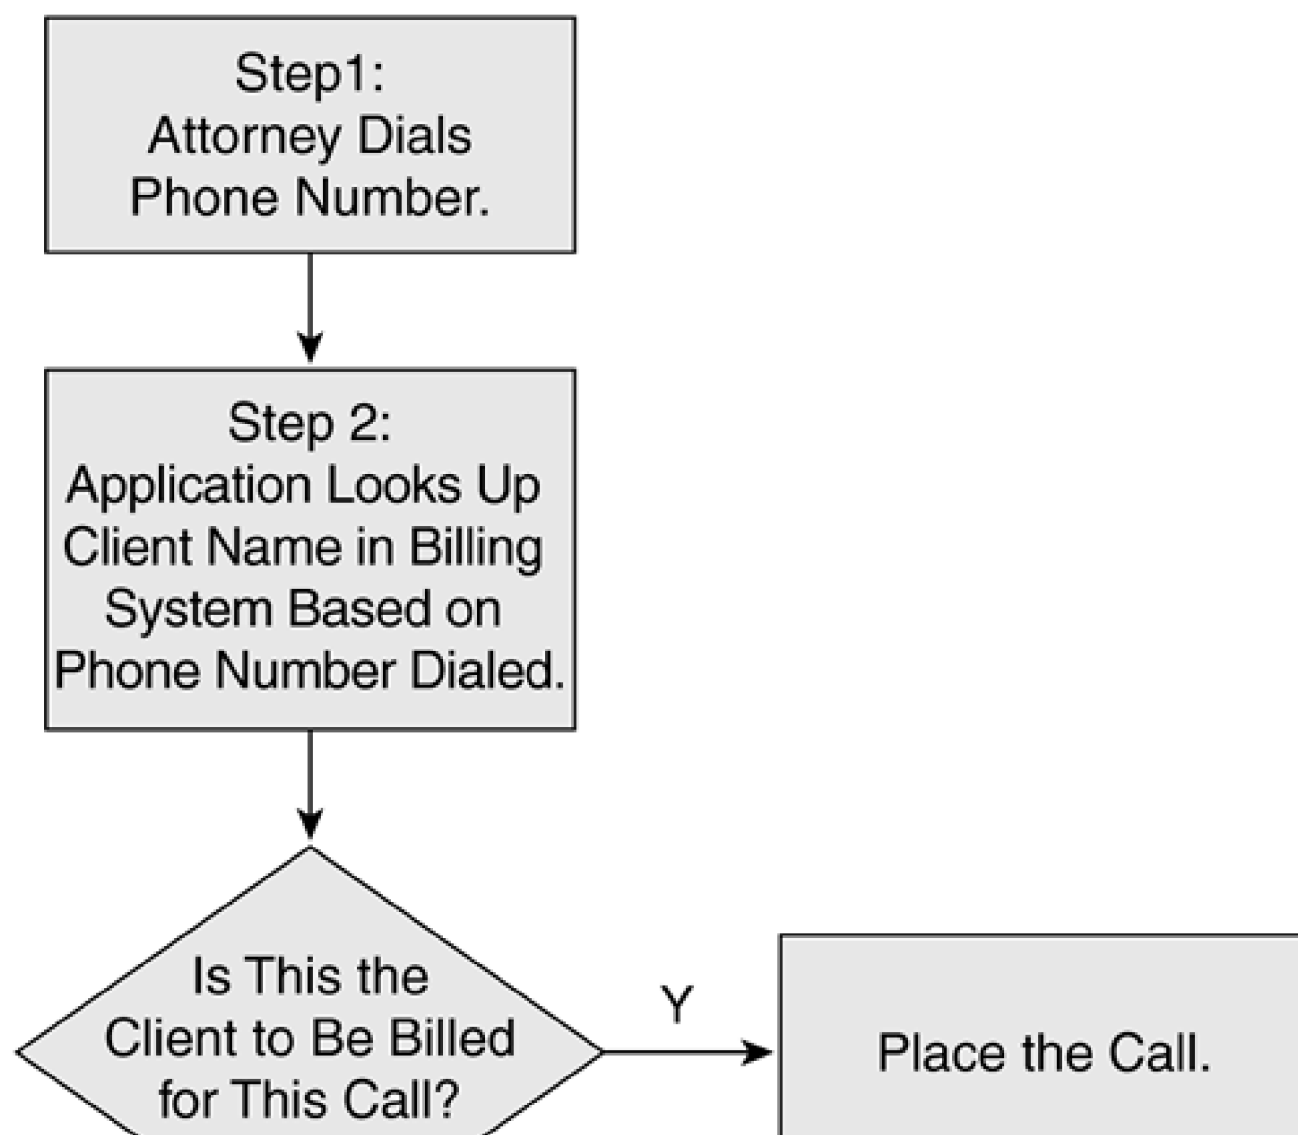 Step1:
Attorney Dials
Phone Number.
Step 2:
Application Looks Up
Client Name in Billing
System Based on
Phone Number Dialed.
Is This the
Client to Be Billed
for This Call?
Y
Place the Call.